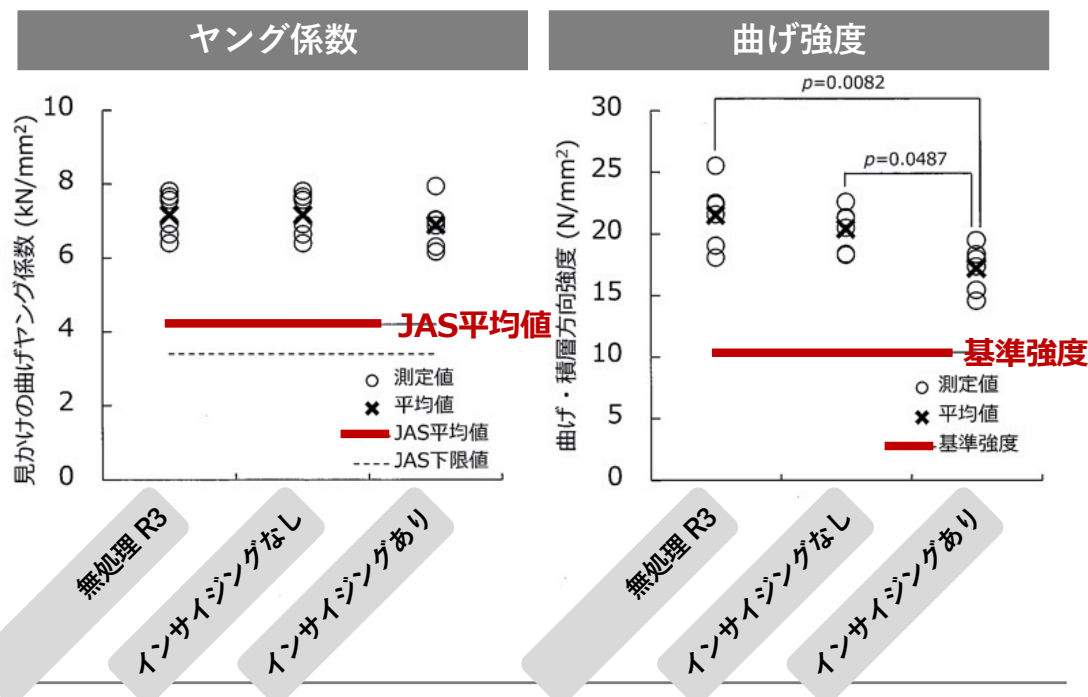 ヤング係数
曲げ強度
見かけの曲げヤング係数 (kN/mm²)
10
8
6
4
2
0
JAS平均値
測定値
平均値
JAS平均値
JAS下限値
無処理 R3
インサイジングなし
インサイジングあり
曲げ・積層方向強度 (N/mm²)
30
25
20
15
10
5
0
p=0.0082
p=0.0487
基準強度
測定値
平均値
基準強度
無処理 R3
インサイジングなし
インサイジングあり